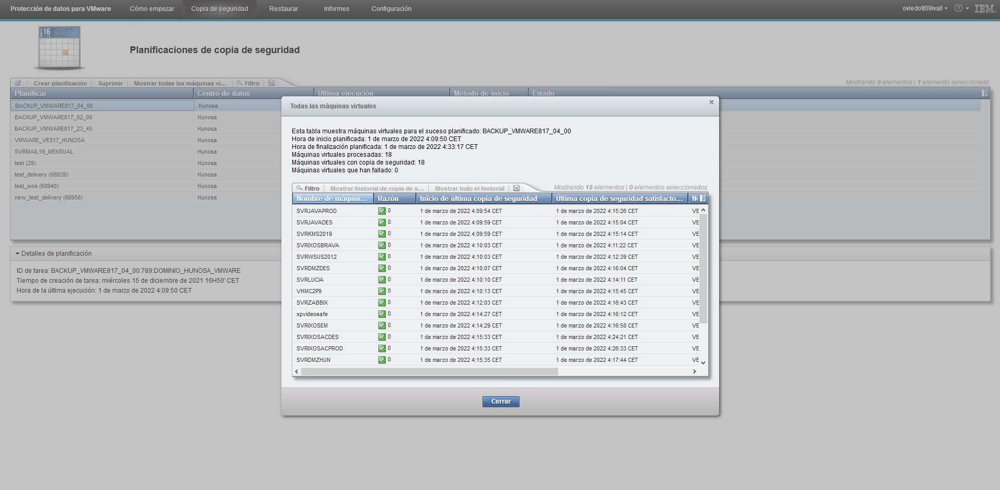 Protección de datos para VMware Cómo empezar Copia de seguridad Restaurar Informes Configuración oviedo\t09ivall IBM
16
Planificaciones de copia de seguridad
Crear planificación Suprimir Mostrar todas las máquinas vi... Filtro Mostrando 9 elementos | 1 elemento seleccionado
Planificar Centro de datos Última ejecución Método de inicio Estado
BACKUP_VMWARE817_04_00 Hunosa
BACKUP_VMWARE817_02_00 Hunosa
BACKUP_VMWARE817_23_45 Hunosa
VMWARE_VE817_HUNOSA Hunosa
SVRMAIL19_MENSUAL Hunosa
test (29) Hunosa
test_delivery (68939) Hunosa
test_ixos (68940) Hunosa
new_test_delivery (68958) Hunosa
Detalles de planificación
ID de tarea: BACKUP_VMWARE817_04_00:789:DOMINIO_HUNOSA_VMWARE
Tiempo de creación de tarea: miércoles 15 de diciembre de 2021 16H50' CET
Hora de la última ejecución: 1 de marzo de 2022 4:09:50 CET
Todas las máquinas virtuales x
Esta tabla muestra máquinas virtuales para el suceso planificado: BACKUP_VMWARE817_04_00
Hora de inicio planificada: 1 de marzo de 2022 4:09:50 CET
Hora de finalización planificada: 1 de marzo de 2022 4:33:17 CET
Máquinas virtuales procesadas: 18
Máquinas virtuales con copia de seguridad: 18
Máquinas virtuales que han fallado: 0
Filtro Mostrar historial de copia de s... Mostrar todo el historial Mostrando 18 elementos | 0 elementos seleccionados
Nombre de máquin... Razón Inicio de última copia de seguridad Última copia de seguridad satisfacto... N
SVRJAVAPROD 0 1 de marzo de 2022 4:09:54 CET 1 de marzo de 2022 4:15:26 CET VE
SVRJAVADES 0 1 de marzo de 2022 4:09:59 CET 1 de marzo de 2022 4:15:04 CET VE
SVRKMS2019 0 1 de marzo de 2022 4:09:59 CET 1 de marzo de 2022 4:15:14 CET VE
SVRIXOSBRAVA 0 1 de marzo de 2022 4:10:03 CET 1 de marzo de 2022 4:11:22 CET VE
SVRWSUS2012 0 1 de marzo de 2022 4:10:03 CET 1 de marzo de 2022 4:12:39 CET VE
SVRDMZDES 0 1 de marzo de 2022 4:10:07 CET 1 de marzo de 2022 4:16:04 CET VE
SVRLUCIA 0 1 de marzo de 2022 4:10:10 CET 1 de marzo de 2022 4:14:11 CET VE
VHMC2P9 0 1 de marzo de 2022 4:10:13 CET 1 de marzo de 2022 4:15:45 CET VE
SVRZABBIX 0 1 de marzo de 2022 4:12:03 CET 1 de marzo de 2022 4:16:43 CET VE
xpvideosafe 0 1 de marzo de 2022 4:14:27 CET 1 de marzo de 2022 4:16:12 CET VE
SVRIXOSEM 0 1 de marzo de 2022 4:14:29 CET 1 de marzo de 2022 4:16:58 CET VE
SVRIXOSACDES 0 1 de marzo de 2022 4:15:33 CET 1 de marzo de 2022 4:24:21 CET VE
SVRIXOSACPROD 0 1 de marzo de 2022 4:15:33 CET 1 de marzo de 2022 4:26:33 CET VE
SVRDMZHUN 0 1 de marzo de 2022 4:15:35 CET 1 de marzo de 2022 4:17:44 CET VE
Cerrar